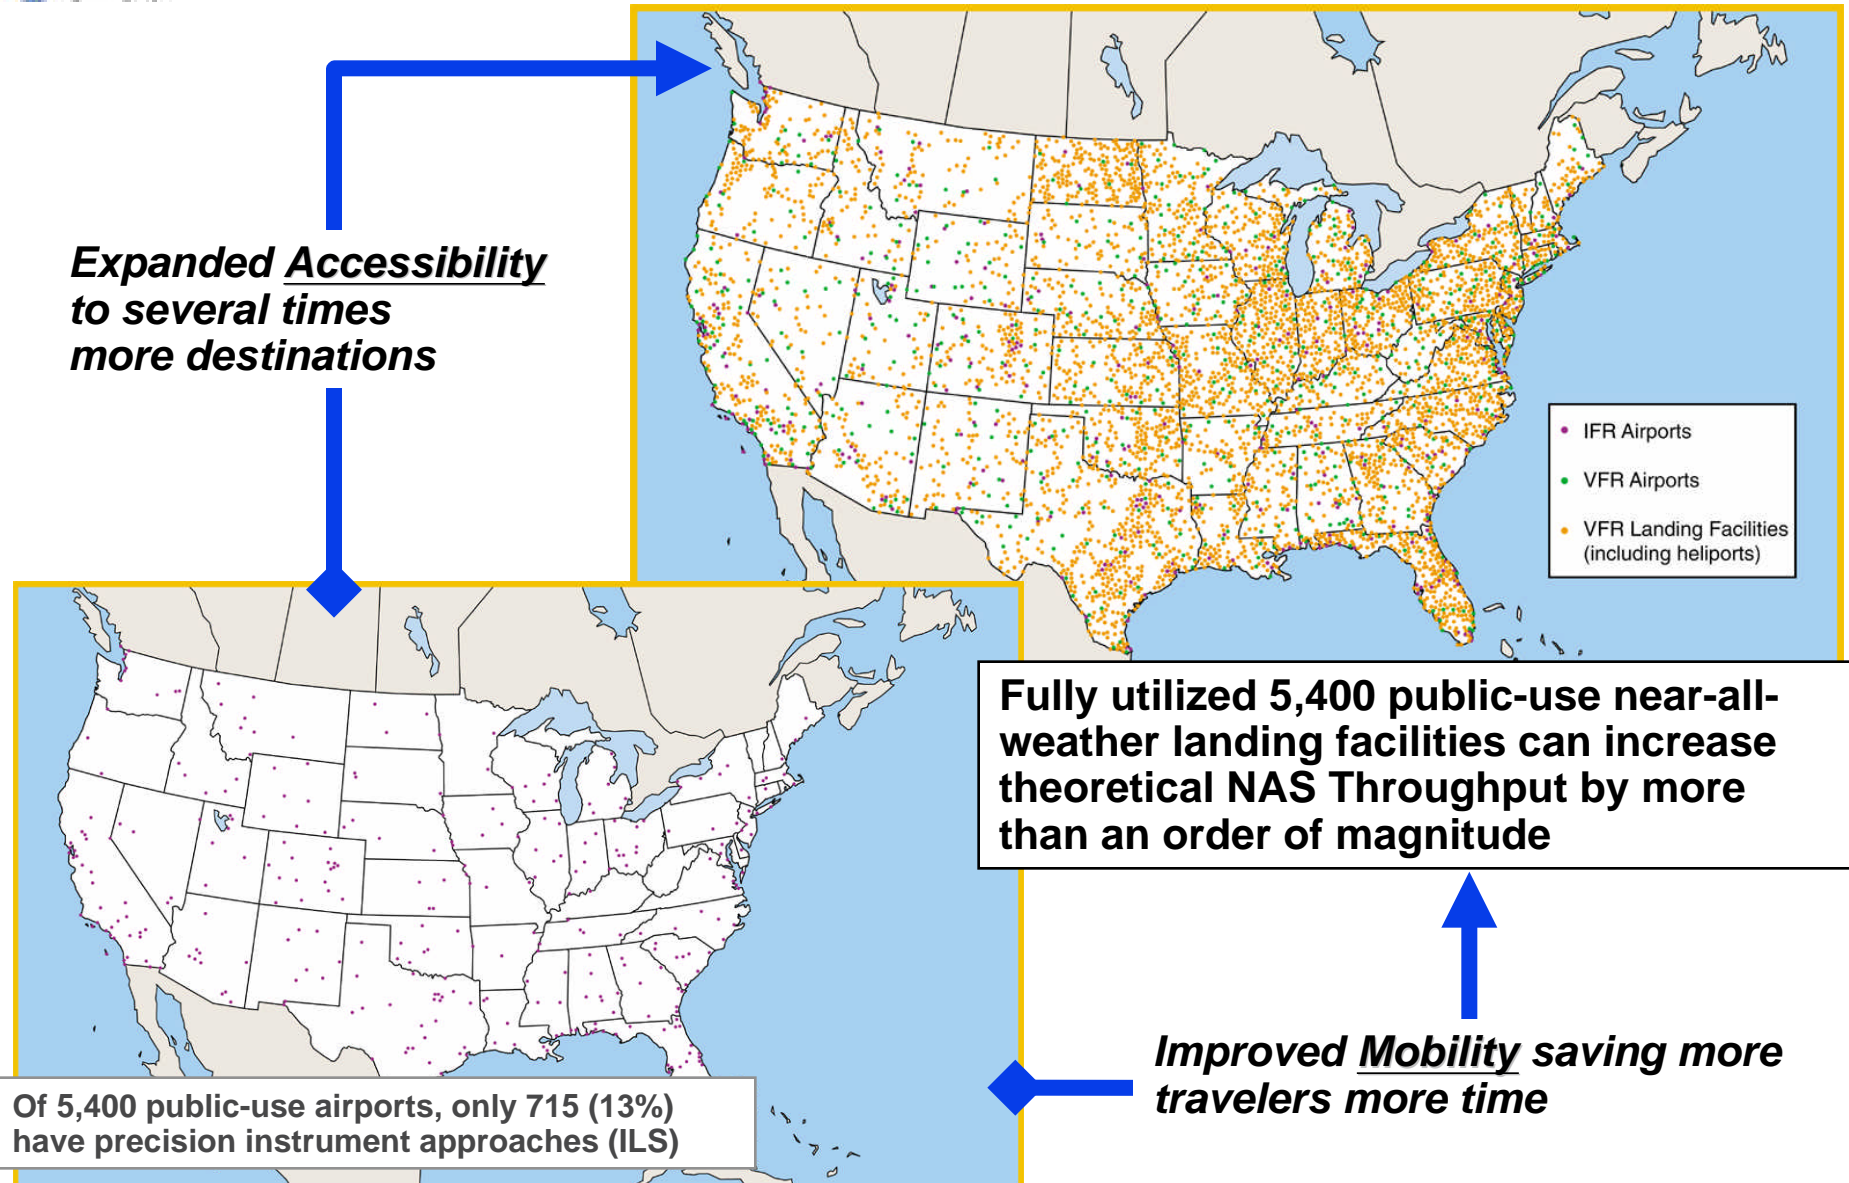 Expanded Accessibility
to several times
more destinations
IFR Airports
VFR Airports
VFR Landing Facilities
(including heliports)
Fully utilized 5,400 public-use near-all-
weather landing facilities can increase
theoretical NAS Throughput by more
than an order of magnitude
Improved Mobility saving more
travelers more time
Of 5,400 public-use airports, only 715 (13%)
have precision instrument approaches (ILS)